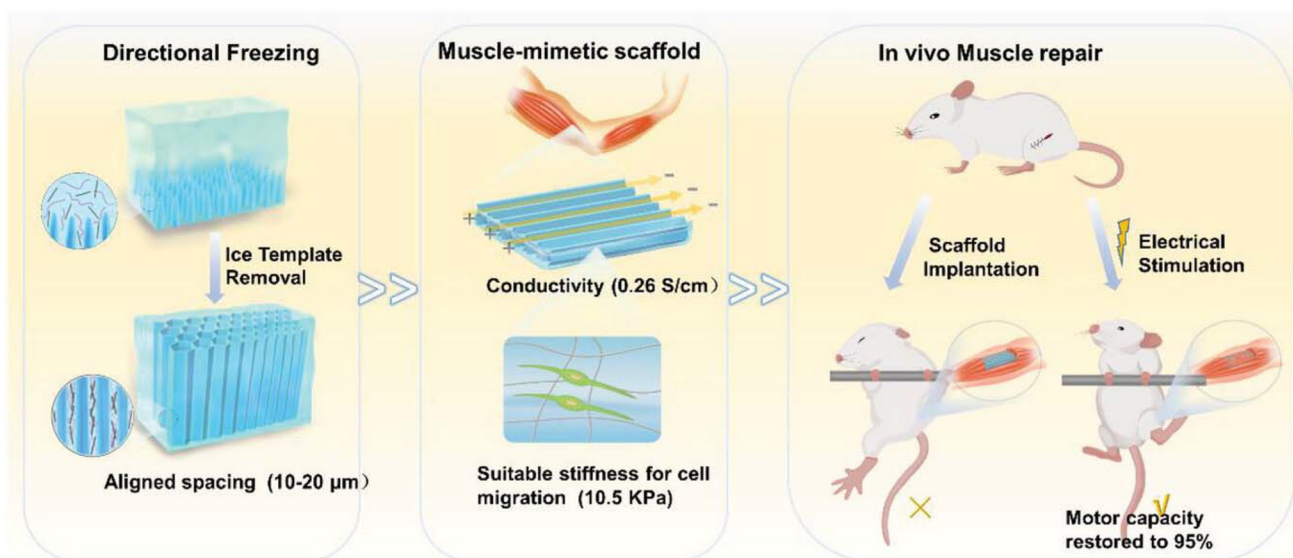 Directional Freezing
Ice Template
Removal
Aligned spacing (10-20 μm）
Muscle-mimetic scaffold
+ -
+ -
+ -
Conductivity (0.26 S/cm）
Suitable stiffness for cell
migration (10.5 KPa)
In vivo Muscle repair
Scaffold
Implantation
Electrical
Stimulation
Motor capacity
restored to 95%